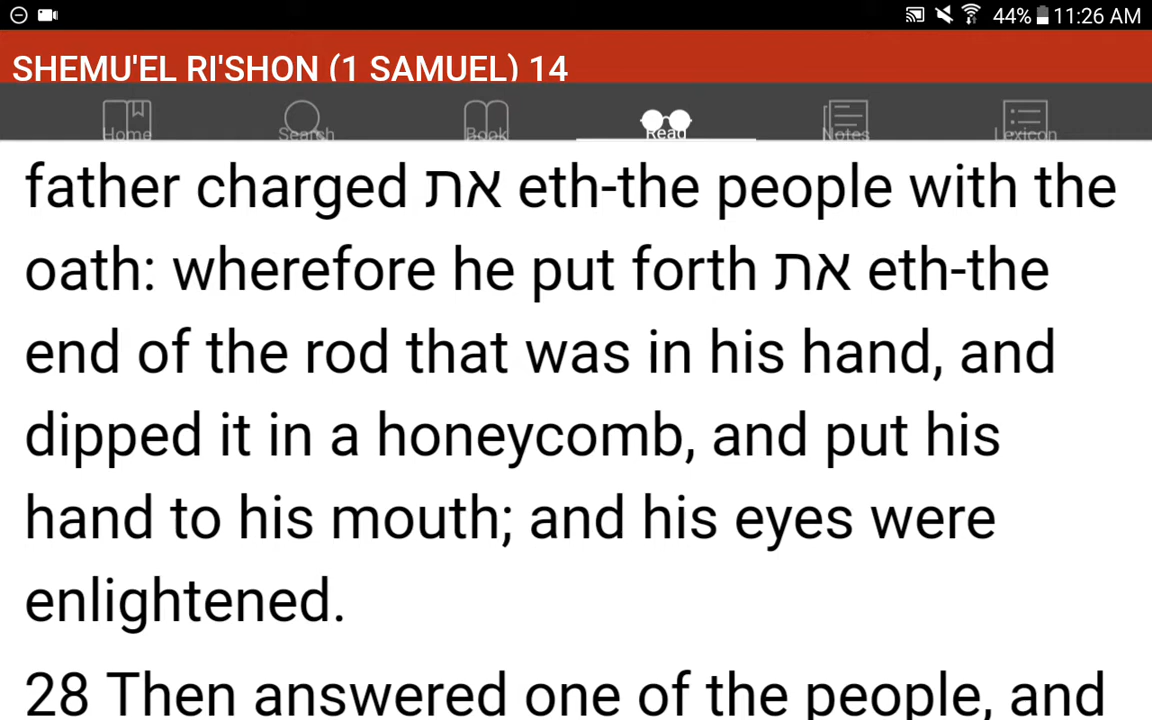 44% 11:26 AM
SHEMU'EL RI'SHON (1 SAMUEL) 14
Home Search Book Read Notes Lexicon
father charged את eth-the people with the
oath: wherefore he put forth את eth-the
end of the rod that was in his hand, and
dipped it in a honeycomb, and put his
hand to his mouth; and his eyes were
enlightened.
28 Then answered one of the people, and